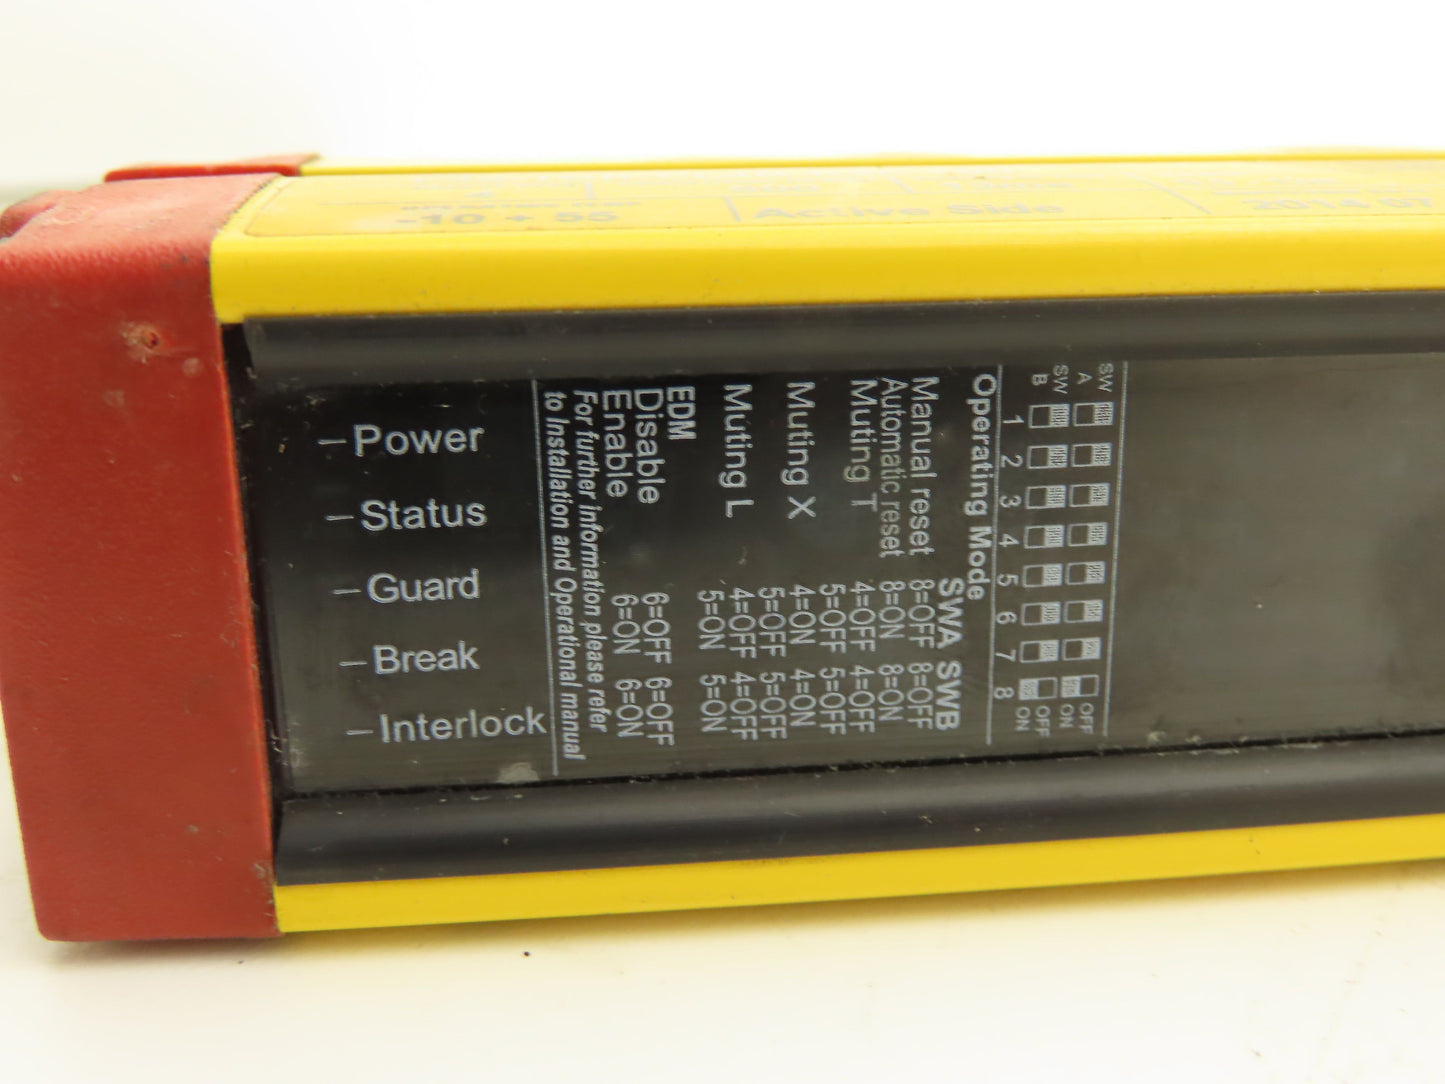 -10 + 55
Active Side
2014 07
Power
Status
Guard
Break
Interlock
SW A OFF ON
SW B OFF ON
1 2 3 4 5 6 7 8
Operating Mode
SWA SWB
Manual reset 8=OFF 8=OFF
Automatic reset 8=ON 8=ON
Muting T 4=OFF 4=OFF
5=OFF 5=OFF
Muting X 4=ON 4=ON
5=OFF 5=OFF
Muting L 4=OFF 4=OFF
5=ON 5=ON
EDM
Disable 6=OFF 6=OFF
Enable 6=ON 6=ON
For further information please refer
to Installation and Operational manual